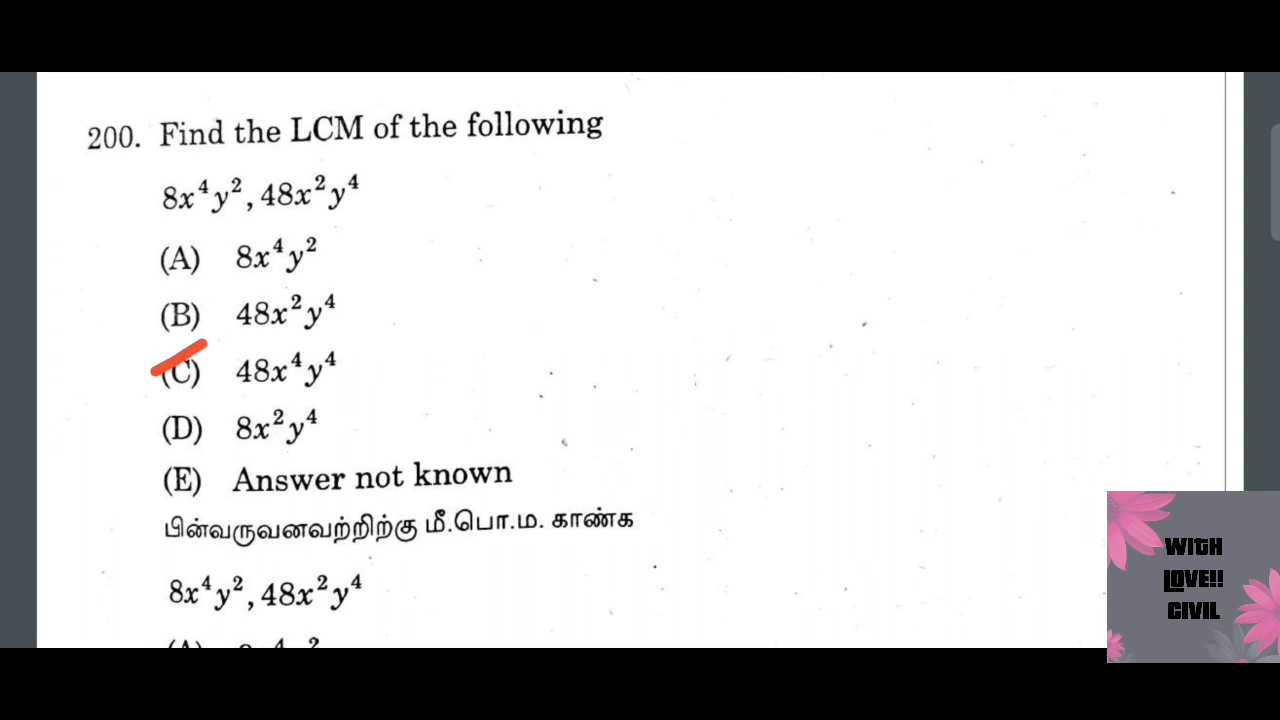 200. Find the LCM of the following
8x⁴y², 48x²y⁴
(A) 8x⁴y²
(B) 48x²y⁴
(C) 48x⁴y⁴
(D) 8x²y⁴
(E) Answer not known
பின்வருவனவற்றிற்கு மீ.பொ.ம. காண்க
8x⁴y², 48x²y⁴
WITH
LOVE!!
CIVIL